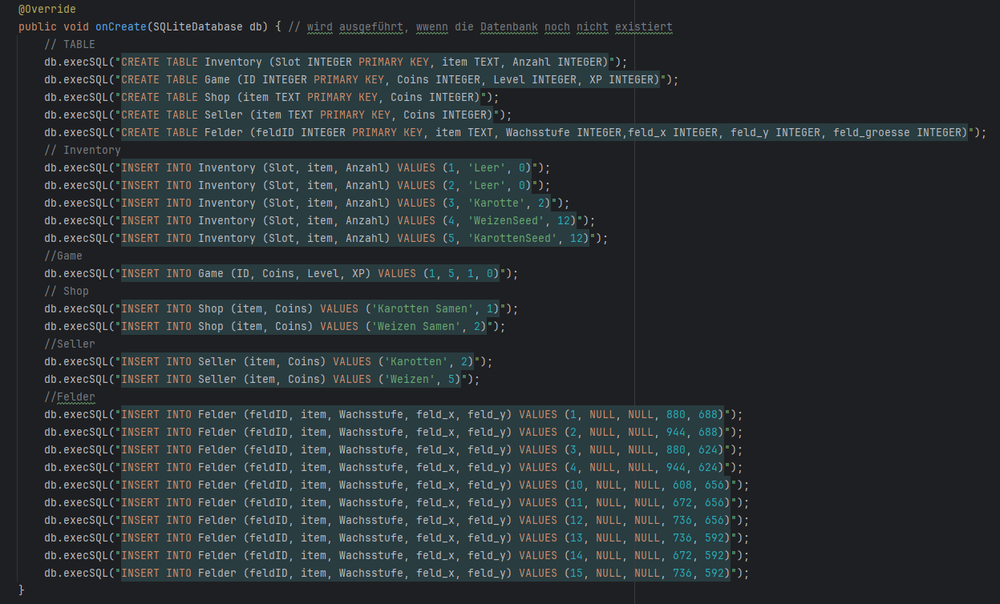 @Override
public void onCreate(SQLiteDatabase db) { // wird ausgeführt, wwenn die Datenbank noch nicht existiert
    // TABLE
    db.execSQL("CREATE TABLE Inventory (Slot INTEGER PRIMARY KEY, item TEXT, Anzahl INTEGER)");
    db.execSQL("CREATE TABLE Game (ID INTEGER PRIMARY KEY, Coins INTEGER, Level INTEGER, XP INTEGER)");
    db.execSQL("CREATE TABLE Shop (item TEXT PRIMARY KEY, Coins INTEGER)");
    db.execSQL("CREATE TABLE Seller (item TEXT PRIMARY KEY, Coins INTEGER)");
    db.execSQL("CREATE TABLE Felder (feldID INTEGER PRIMARY KEY, item TEXT, Wachsstufe INTEGER,feld_x INTEGER, feld_y INTEGER, feld_groesse INTEGER)");
    // Inventory
    db.execSQL("INSERT INTO Inventory (Slot, item, Anzahl) VALUES (1, 'Leer', 0)");
    db.execSQL("INSERT INTO Inventory (Slot, item, Anzahl) VALUES (2, 'Leer', 0)");
    db.execSQL("INSERT INTO Inventory (Slot, item, Anzahl) VALUES (3, 'Karotte', 2)");
    db.execSQL("INSERT INTO Inventory (Slot, item, Anzahl) VALUES (4, 'WeizenSeed', 12)");
    db.execSQL("INSERT INTO Inventory (Slot, item, Anzahl) VALUES (5, 'KarottenSeed', 12)");
    //Game
    db.execSQL("INSERT INTO Game (ID, Coins, Level, XP) VALUES (1, 5, 1, 0)");
    // Shop
    db.execSQL("INSERT INTO Shop (item, Coins) VALUES ('Karotten Samen', 1)");
    db.execSQL("INSERT INTO Shop (item, Coins) VALUES ('Weizen Samen', 2)");
    //Seller
    db.execSQL("INSERT INTO Seller (item, Coins) VALUES ('Karotten', 2)");
    db.execSQL("INSERT INTO Seller (item, Coins) VALUES ('Weizen', 5)");
    //Felder
    db.execSQL("INSERT INTO Felder (feldID, item, Wachsstufe, feld_x, feld_y) VALUES (1, NULL, NULL, 880, 688)");
    db.execSQL("INSERT INTO Felder (feldID, item, Wachsstufe, feld_x, feld_y) VALUES (2, NULL, NULL, 944, 688)");
    db.execSQL("INSERT INTO Felder (feldID, item, Wachsstufe, feld_x, feld_y) VALUES (3, NULL, NULL, 880, 624)");
    db.execSQL("INSERT INTO Felder (feldID, item, Wachsstufe, feld_x, feld_y) VALUES (4, NULL, NULL, 944, 624)");
    db.execSQL("INSERT INTO Felder (feldID, item, Wachsstufe, feld_x, feld_y) VALUES (10, NULL, NULL, 608, 656)");
    db.execSQL("INSERT INTO Felder (feldID, item, Wachsstufe, feld_x, feld_y) VALUES (11, NULL, NULL, 672, 656)");
    db.execSQL("INSERT INTO Felder (feldID, item, Wachsstufe, feld_x, feld_y) VALUES (12, NULL, NULL, 736, 656)");
    db.execSQL("INSERT INTO Felder (feldID, item, Wachsstufe, feld_x, feld_y) VALUES (13, NULL, NULL, 736, 592)");
    db.execSQL("INSERT INTO Felder (feldID, item, Wachsstufe, feld_x, feld_y) VALUES (14, NULL, NULL, 672, 592)");
    db.execSQL("INSERT INTO Felder (feldID, item, Wachsstufe, feld_x, feld_y) VALUES (15, NULL, NULL, 736, 592)");
}